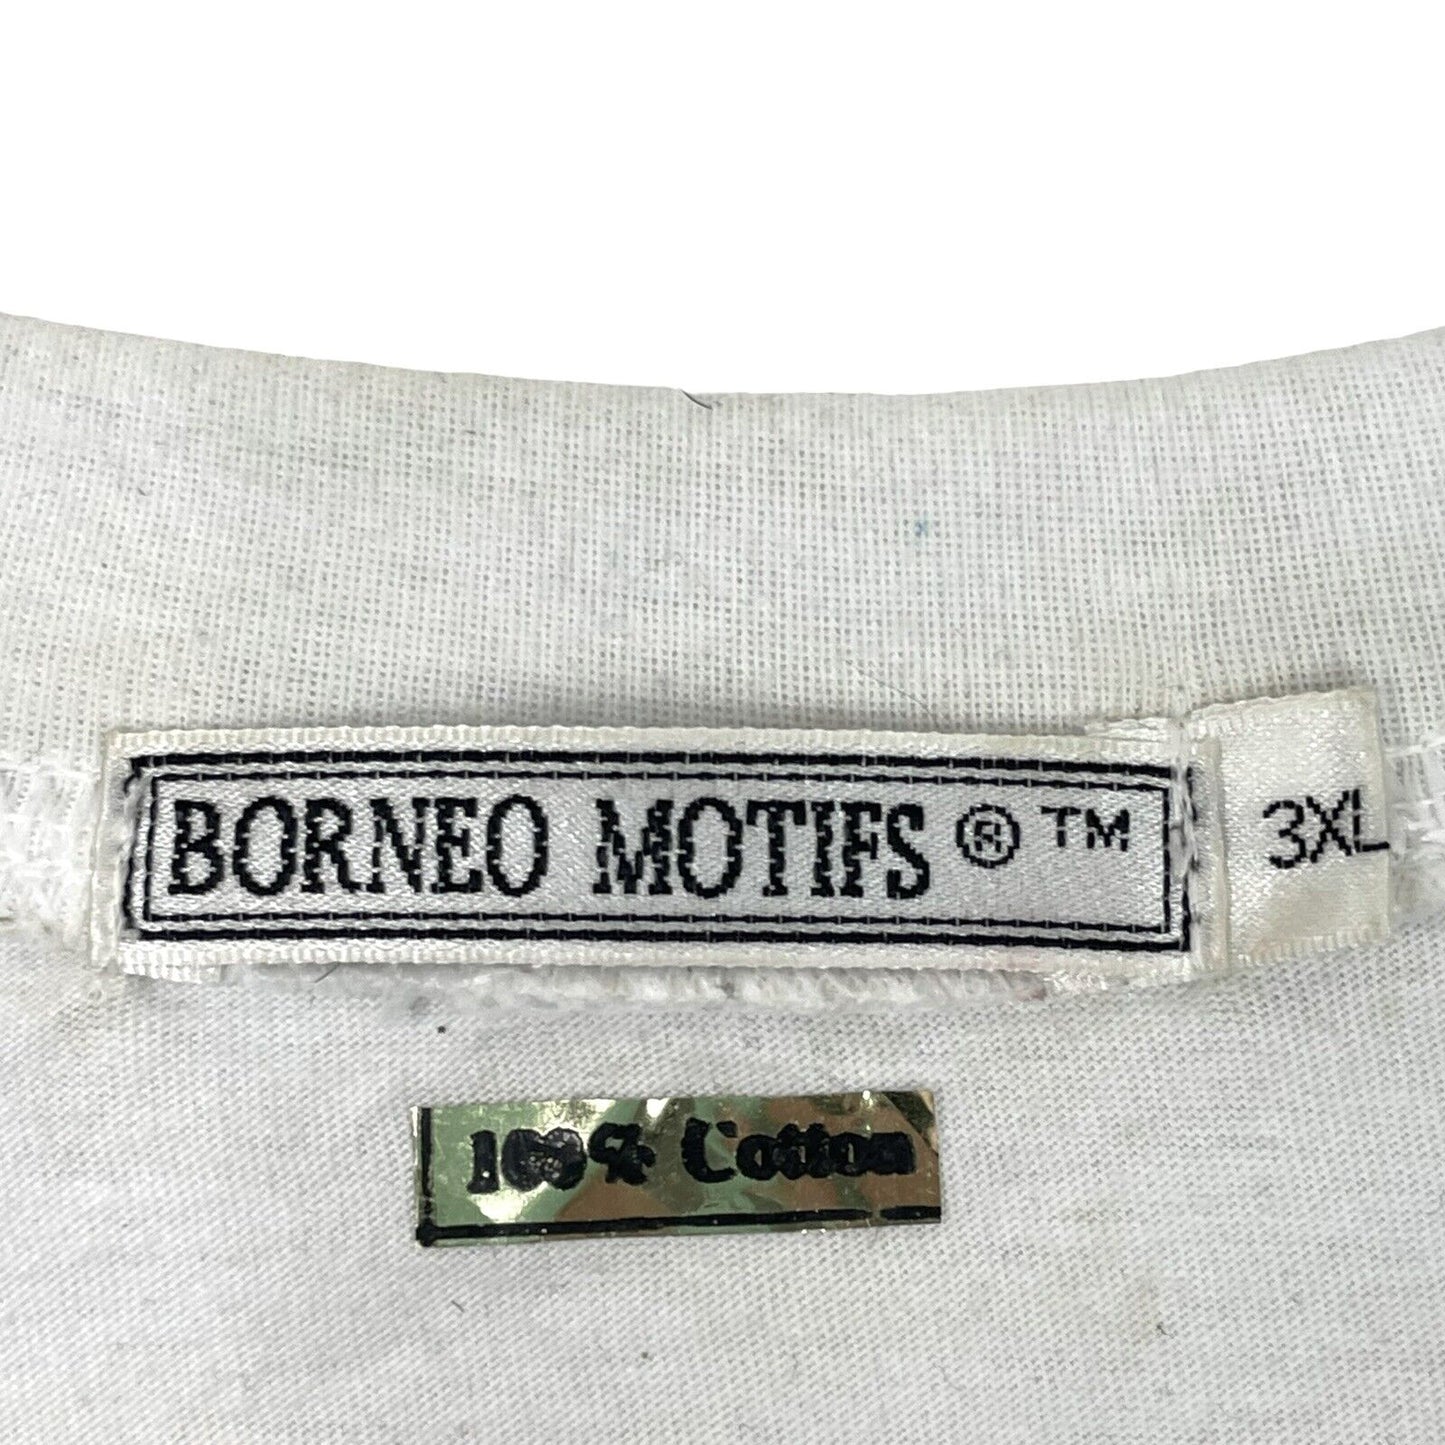 BORNEO MOTIFS ® ™
3XL
100% Cotton